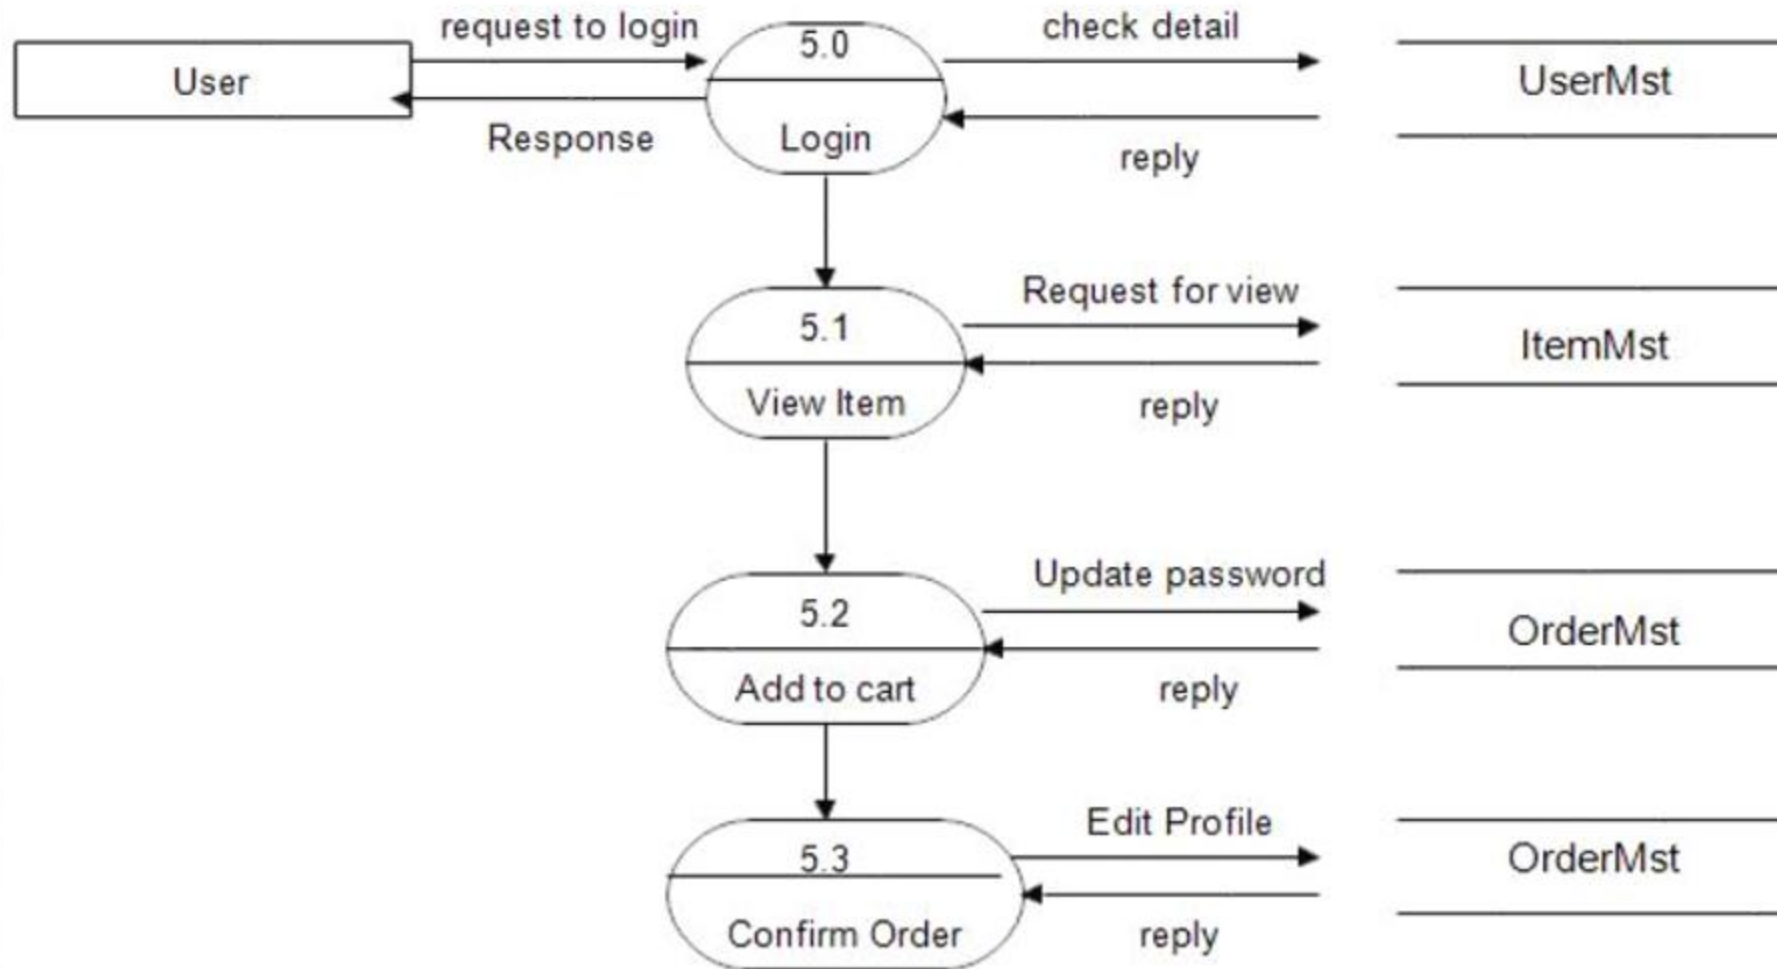 request to login
5.0
check detail
User
UserMst
Response
Login
reply
Request for view
5.1
ItemMst
View Item
reply
Update password
5.2
OrderMst
Add to cart
reply
Edit Profile
5.3
OrderMst
Confirm Order
reply